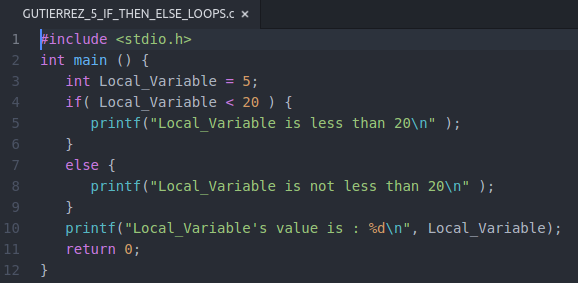 GUTIERREZ_5_IF_THEN_ELSE_LOOPS.c ×
1 #include <stdio.h>
2 int main () {
3    int Local_Variable = 5;
4    if( Local_Variable < 20 ) {
5       printf("Local_Variable is less than 20\n" );
6    }
7    else {
8       printf("Local_Variable is not less than 20\n" );
9    }
10    printf("Local_Variable's value is : %d\n", Local_Variable);
11    return 0;
12 }